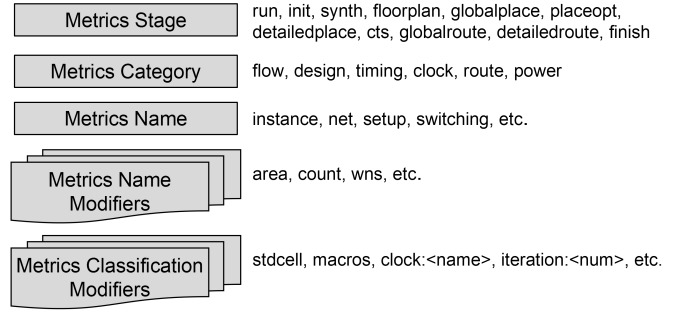 Metrics Stage
run, init, synth, floorplan, globalplace, placeopt,
detailedplace, cts, globalroute, detailedroute, finish
Metrics Category
flow, design, timing, clock, route, power
Metrics Name
instance, net, setup, switching, etc.
Metrics Name
Modifiers
area, count, wns, etc.
Metrics Classification
Modifiers
stdcell, macros, clock:<name>, iteration:<num>, etc.